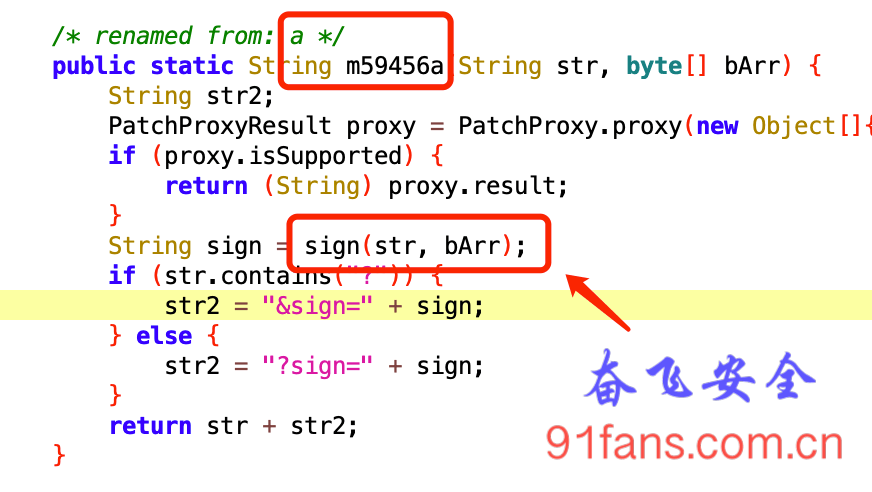 /* renamed from: a */
public static String m59456a(String str, byte[] bArr) {
String str2;
PatchProxyResult proxy = PatchProxy.proxy(new Object[]{
if (proxy.isSupported) {
return (String) proxy.result;
}
String sign = sign(str, bArr);
if (str.contains("?")) {
str2 = "&sign=" + sign;
} else {
str2 = "?sign=" + sign;
}
return str + str2;
}
奋飞安全
91fans.com.cn